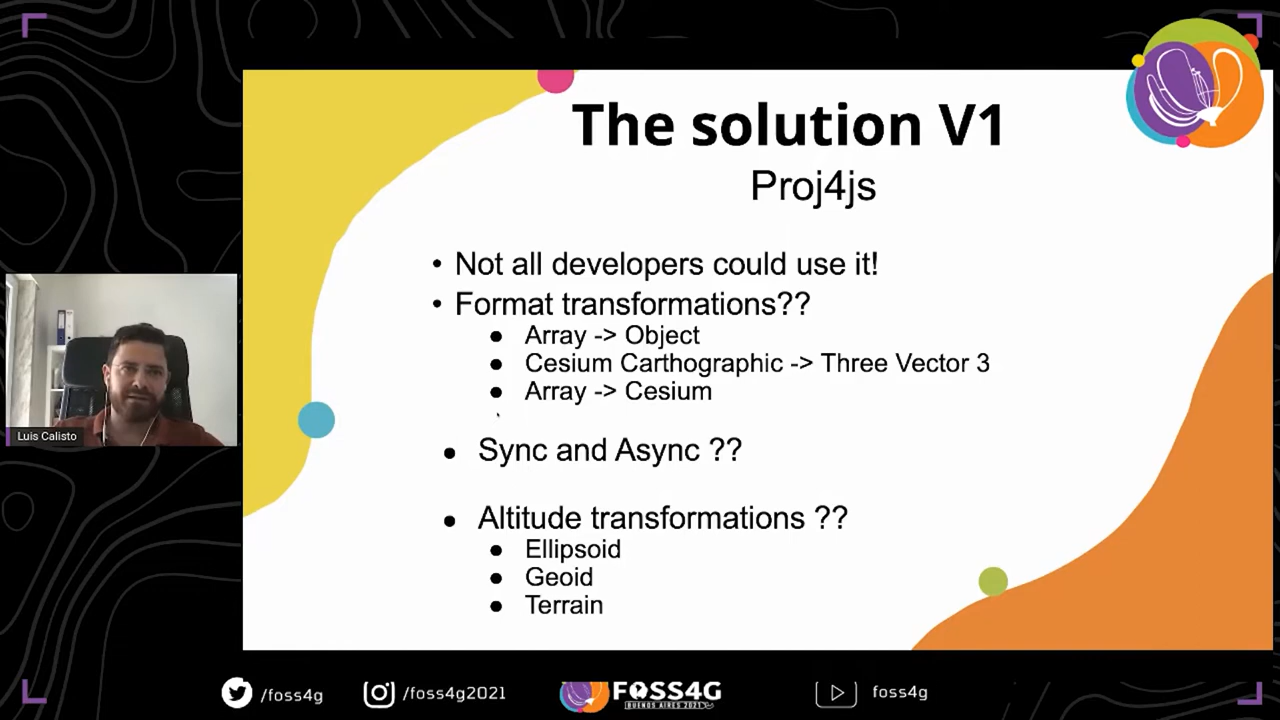 The solution V1
Proj4js
• Not all developers could use it!
• Format transformations??
● Array -> Object
● Cesium Carthographic -> Three Vector 3
● Array -> Cesium
● Sync and Async ??
● Altitude transformations ??
● Ellipsoid
● Geoid
● Terrain
Luis Calisto
/foss4g
/foss4g2021
FOSS4G
BUENOS AIRES 2021
foss4g